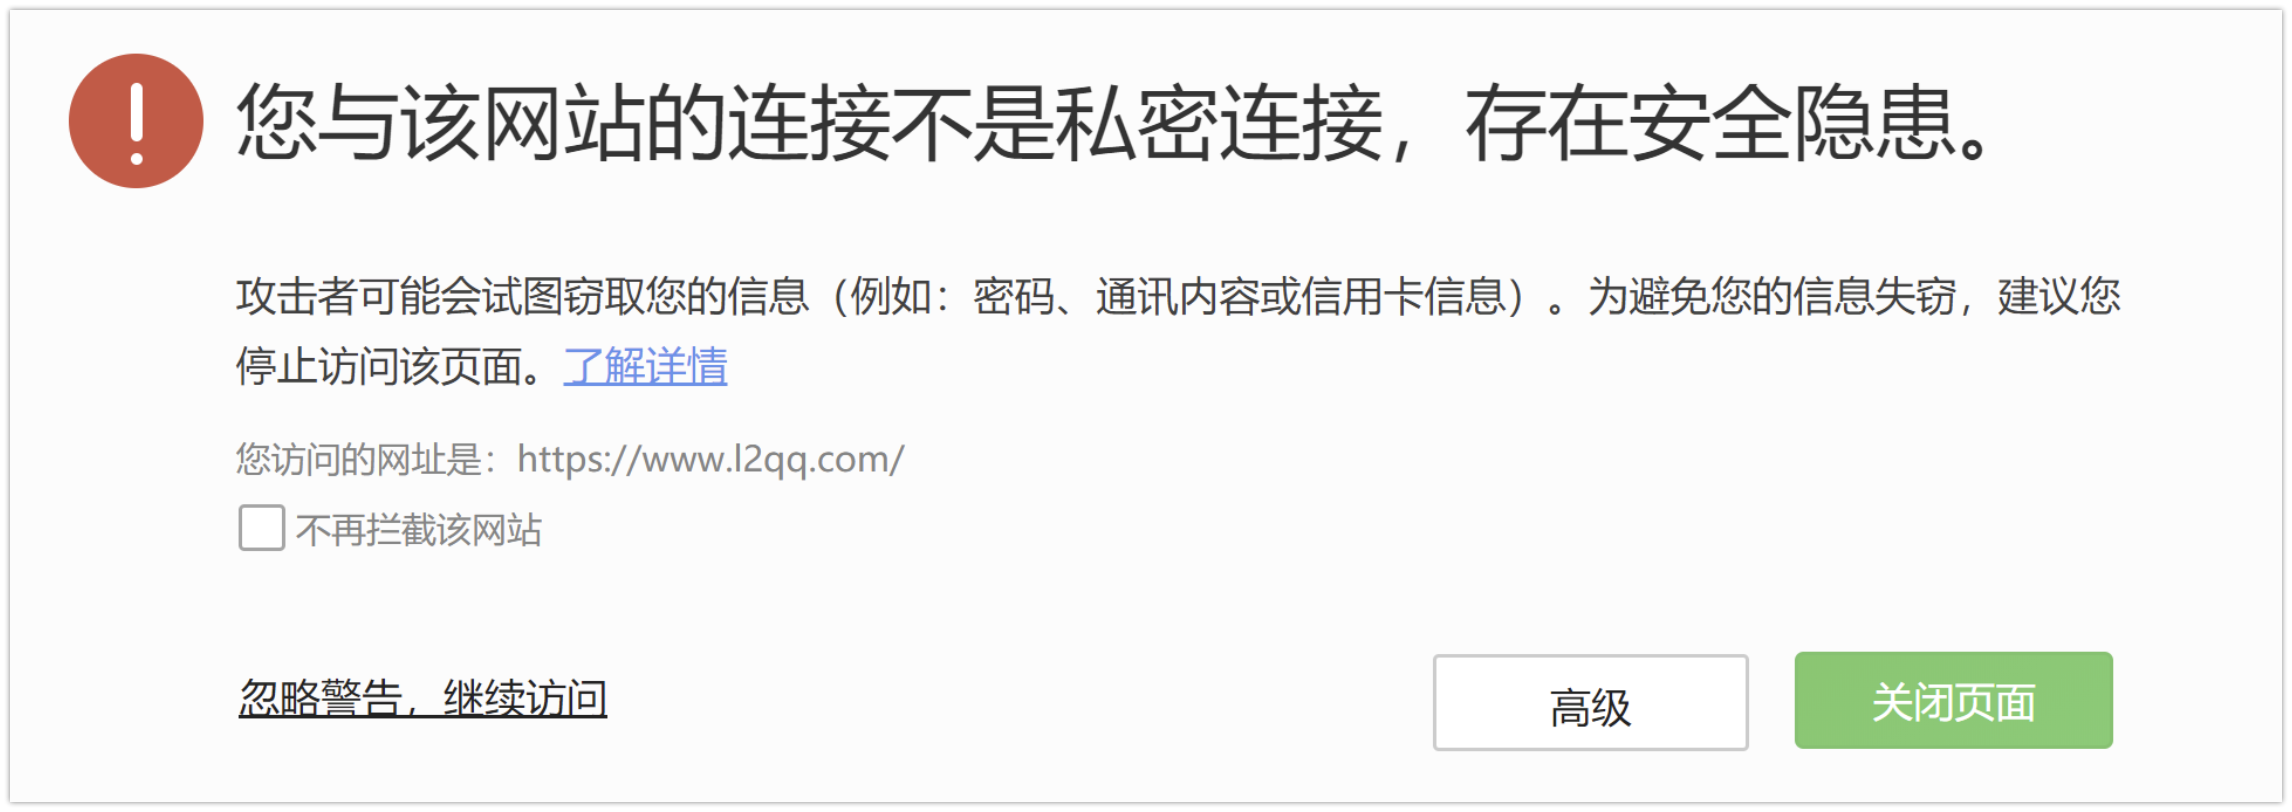 您与该网站的连接不是私密连接，存在安全隐患。
攻击者可能会试图窃取您的信息（例如：密码、通讯内容或信用卡信息）。为避免您的信息失窃，建议您
停止访问该页面。了解详情
您访问的网址是：https://www.l2qq.com/
不再拦截该网站
忽略警告，继续访问
高级
关闭页面